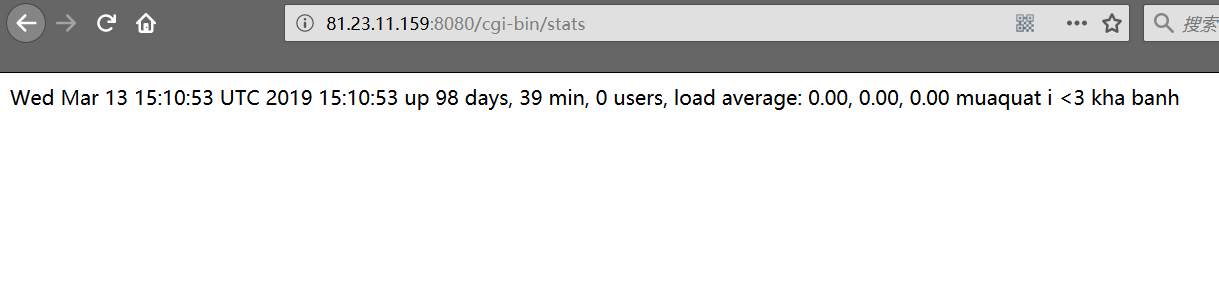 81.23.11.159:8080/cgi-bin/stats
搜索
Wed Mar 13 15:10:53 UTC 2019 15:10:53 up 98 days, 39 min, 0 users, load average: 0.00, 0.00, 0.00 muaquat i <3 kha banh